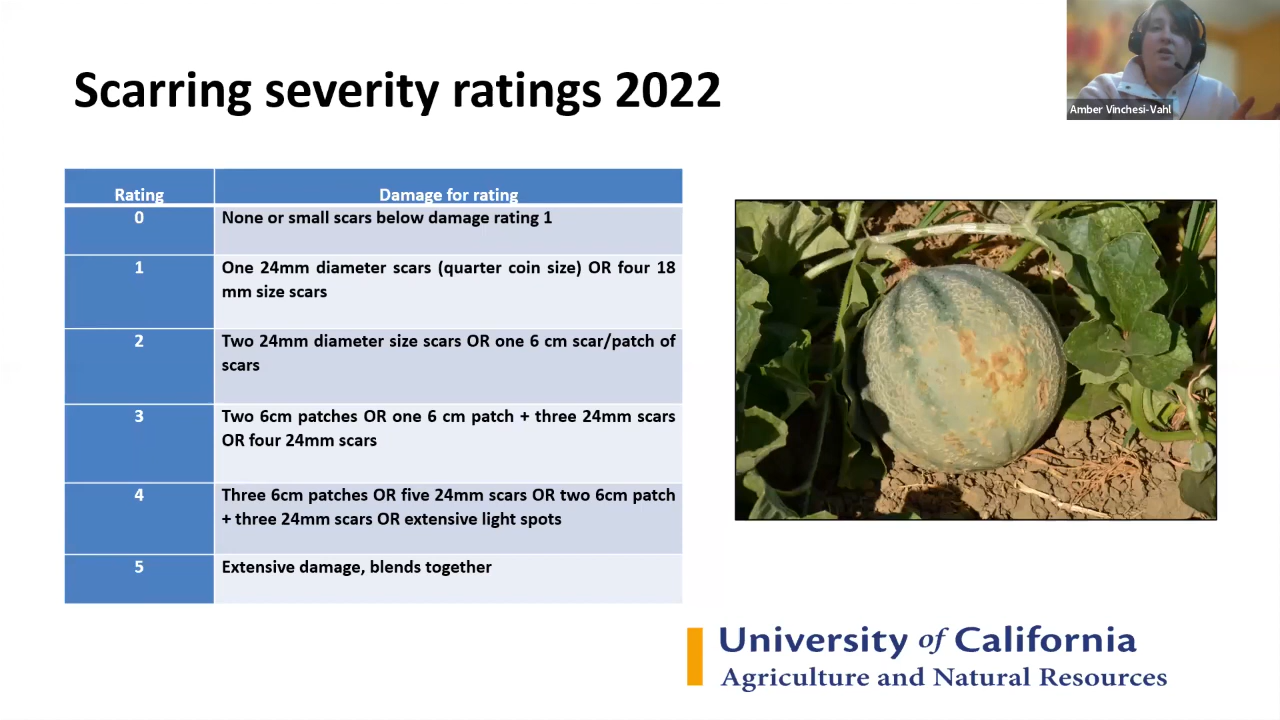 Scarring severity ratings 2022
Amber Vinchesi-Vahl
Rating
Damage for rating
0
None or small scars below damage rating 1
1
One 24mm diameter scars (quarter coin size) OR four 18
mm size scars
2
Two 24mm diameter size scars OR one 6 cm scar/patch of
scars
3
Two 6cm patches OR one 6 cm patch + three 24mm scars
OR four 24mm scars
4
Three 6cm patches OR five 24mm scars OR two 6cm patch
+ three 24mm scars OR extensive light spots
5
Extensive damage, blends together
University of California
Agriculture and Natural Resources